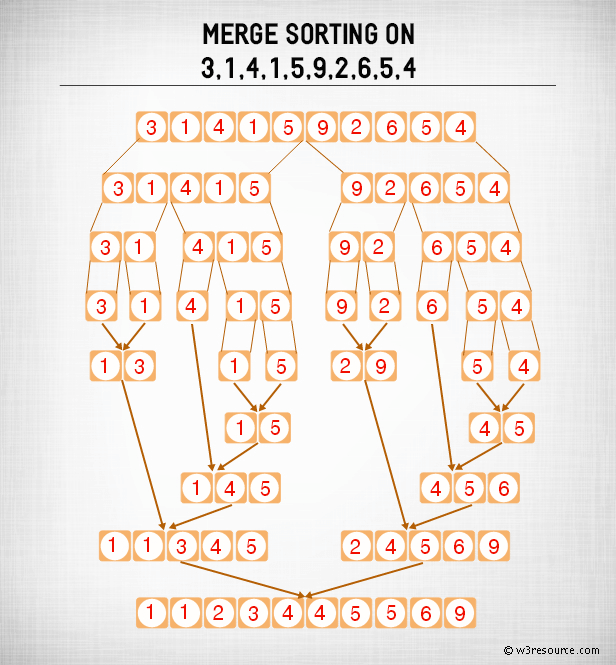 MERGE SORTING ON
3,1,4,1,5,9,2,6,5,4
3 1 4 1 5 9 2 6 5 4
3 1 4 1 5 9 2 6 5 4
3 1 4 1 5 9 2 6 5 4
3 1 4 1 5 9 2 6 5 4
1 3 1 5 2 9 5 4
1 5 4 5
1 4 5 4 5 6
1 1 3 4 5 2 4 5 6 9
1 1 2 3 4 4 5 5 6 9
© w3resource.com